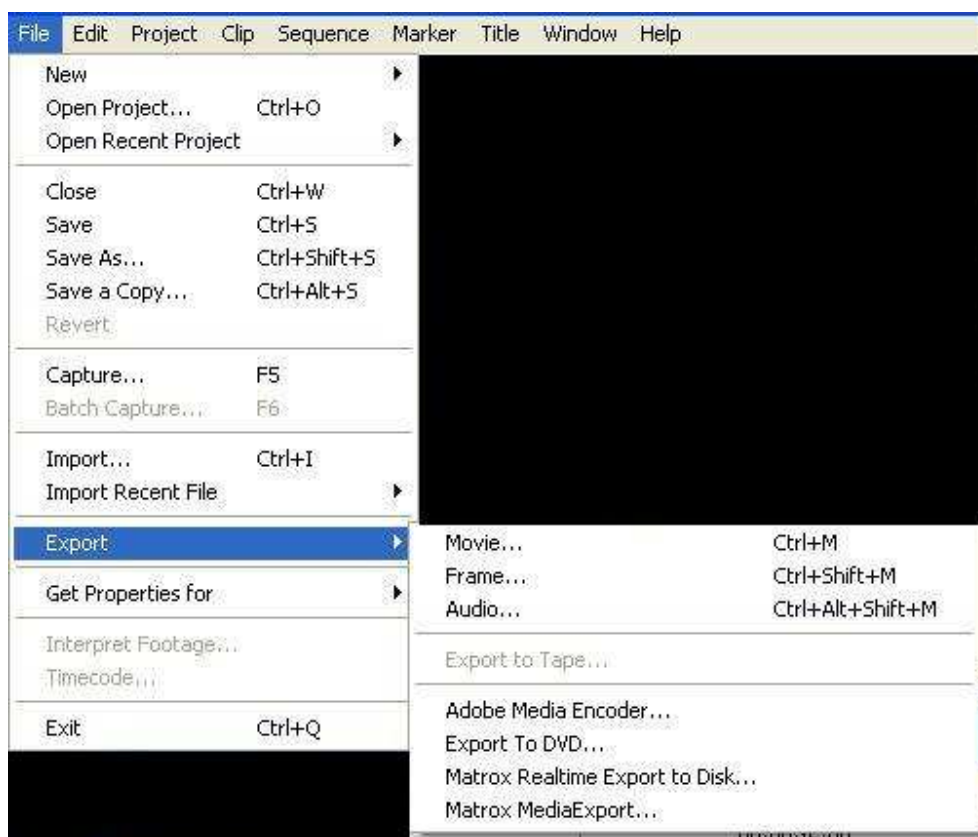 File Edit Project Clip Sequence Marker Title Window Help
New
Open Project... Ctrl+O
Open Recent Project
Close Ctrl+W
Save Ctrl+S
Save As... Ctrl+Shift+S
Save a Copy... Ctrl+Alt+S
Revert
Capture... F5
Batch Capture... F6
Import... Ctrl+I
Import Recent File
Export
Get Properties for
Interpret Footage...
Timecode...
Exit Ctrl+Q
Movie... Ctrl+M
Frame... Ctrl+Shift+M
Audio... Ctrl+Alt+Shift+M
Export to Tape...
Adobe Media Encoder...
Export To DVD...
Matrox Realtime Export to Disk...
Matrox MediaExport...